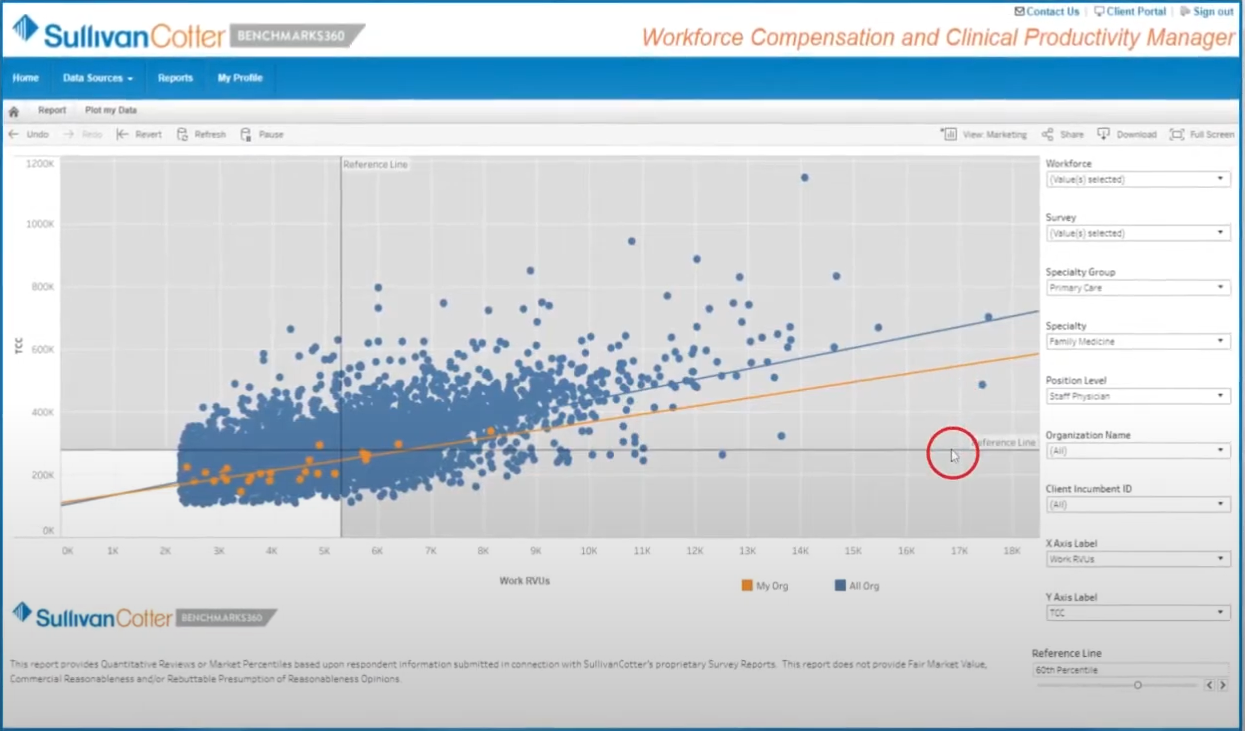 Contact Us | Client Portal | Sign out
SullivanCotter BENCHMARKS360
Workforce Compensation and Clinical Productivity Manager
Home Data Sources Reports My Profile
Report Plot my Data
Undo Redo Revert Refresh Pause View: Marketing Share Download Full Screen
Reference Line
1200K
1000K
800K
600K
400K
200K
0K
TCC
Reference Line
0K 1K 2K 3K 4K 5K 6K 7K 8K 9K 10K 11K 12K 13K 14K 15K 16K 17K 18K
Work RVUs
My Org All Org
Workforce
(Value(s) selected)
Survey
(Value(s) selected)
Specialty Group
Primary Care
Specialty
Family Medicine
Position Level
Staff Physician
Organization Name
(All)
Client Incumbent ID
(All)
X Axis Label
Work RVUs
Y Axis Label
TCC
Reference Line
60th Percentile
SullivanCotter BENCHMARKS360
This report provides Quantitative Reviews or Market Percentiles based upon respondent information submitted in connection with SullivanCotter's proprietary Survey Reports. This report does not provide Fair Market Value,
Commercial Reasonableness and/or Rebuttable Presumption of Reasonableness Opinions.